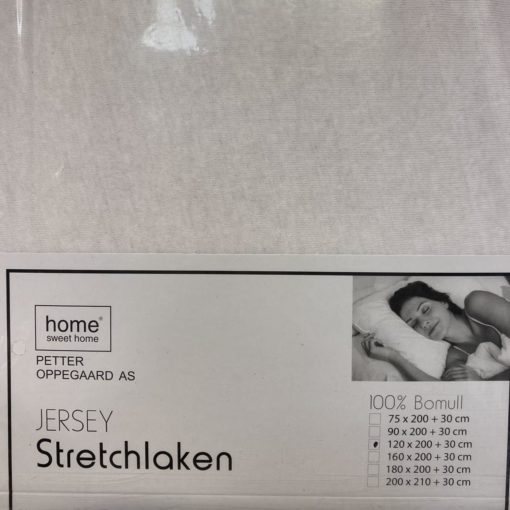 home®
sweet home
PETTER
OPPEGAARD AS
JERSEY
Stretchlaken
100% Bomull
75 x 200 + 30 cm
90 x 200 + 30 cm
120 x 200 + 30 cm
160 x 200 + 30 cm
180 x 200 + 30 cm
200 x 210 + 30 cm